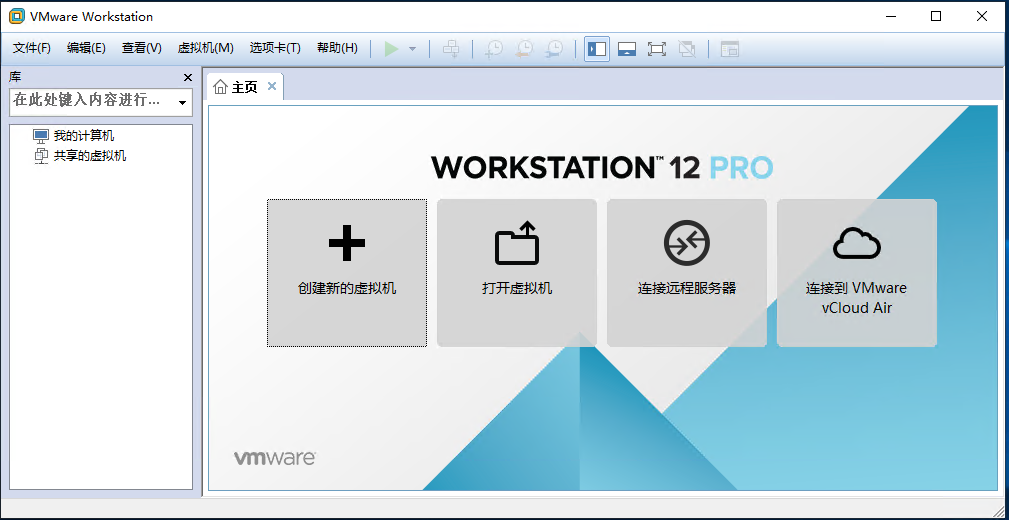 VMware Workstation
文件(F) 编辑(E) 查看(V) 虚拟机(M) 选项卡(T) 帮助(H)
库
在此处键入内容进行...
我的计算机
共享的虚拟机
主页
WORKSTATION™ 12 PRO
创建新的虚拟机
打开虚拟机
连接远程服务器
连接到 VMware
vCloud Air
vmware